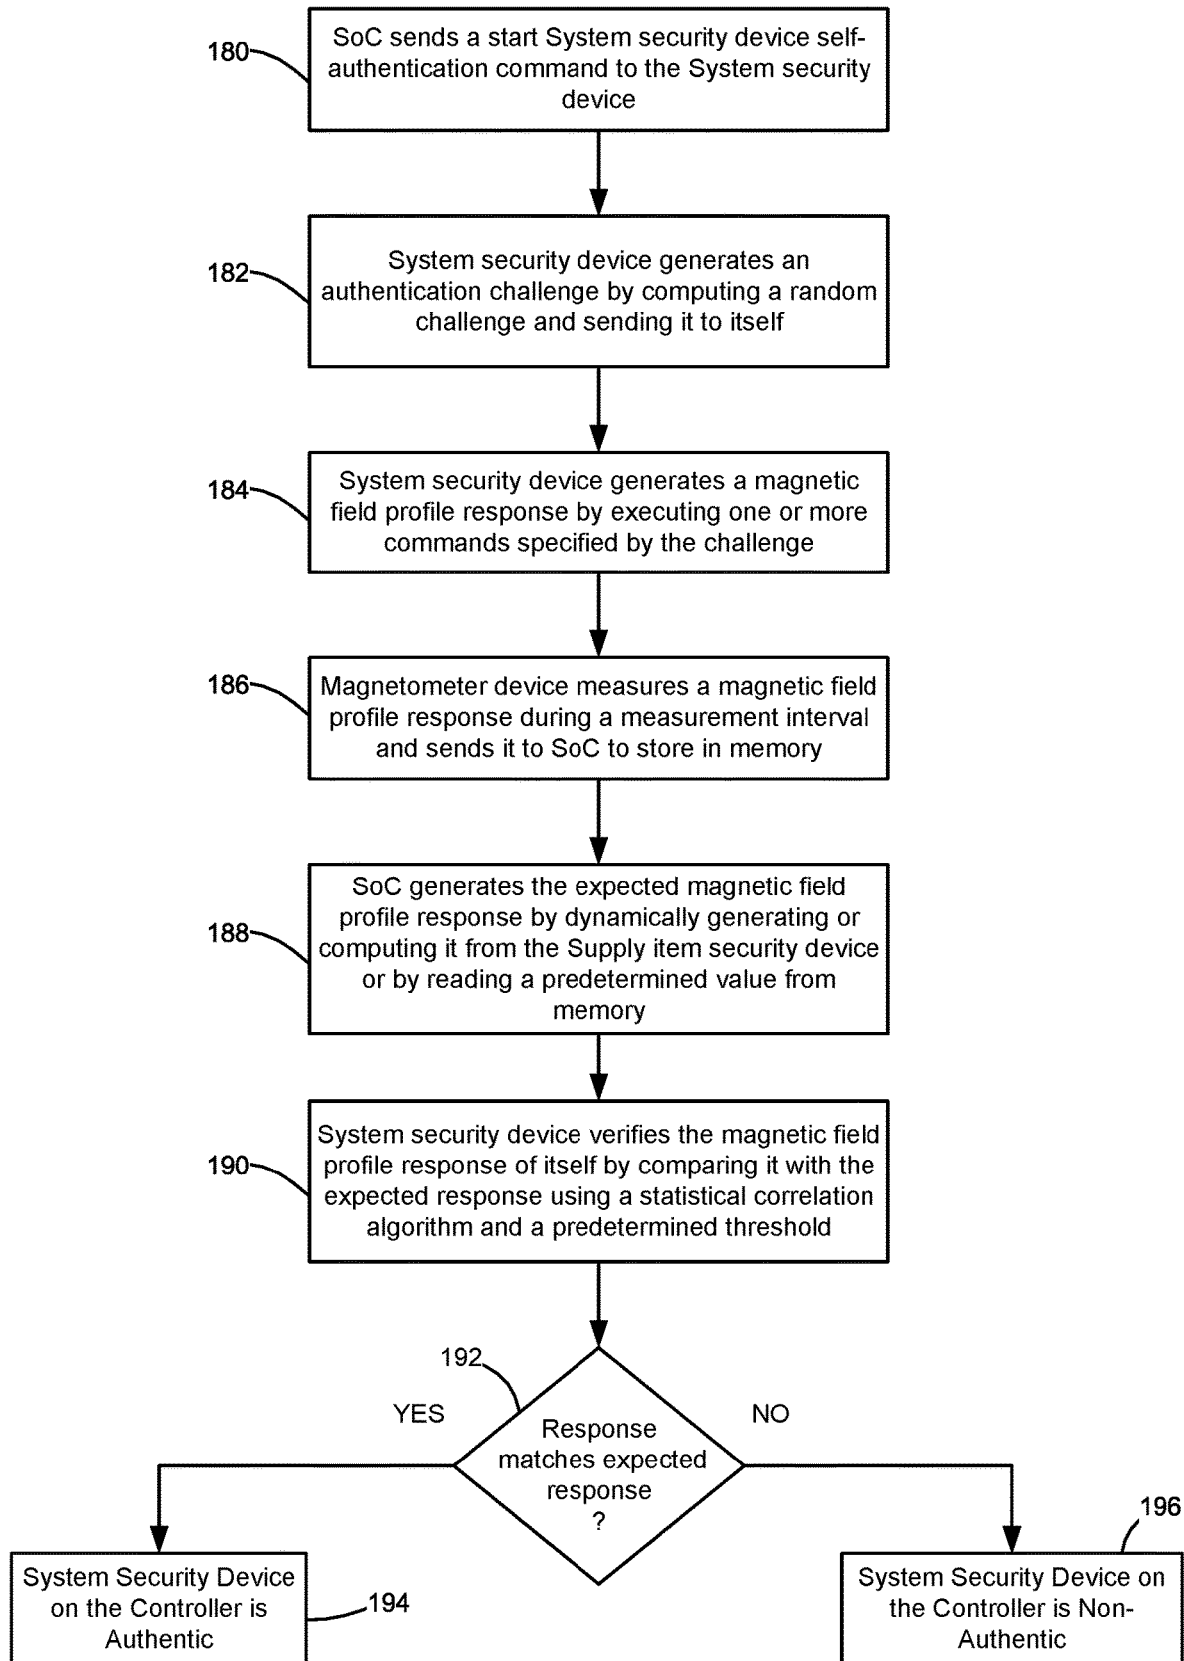 180
SoC sends a start System security device self-
authentication command to the System security
device
182
System security device generates an
authentication challenge by computing a random
challenge and sending it to itself
184
System security device generates a magnetic
field profile response by executing one or more
commands specified by the challenge
186
Magnetometer device measures a magnetic field
profile response during a measurement interval
and sends it to SoC to store in memory
188
SoC generates the expected magnetic field
profile response by dynamically generating or
computing it from the Supply item security device
or by reading a predetermined value from
memory
190
System security device verifies the magnetic field
profile response of itself by comparing it with the
expected response using a statistical correlation
algorithm and a predetermined threshold
192
YES
NO
Response
matches expected
response
?
System Security Device
on the Controller is
Authentic
194
196
System Security Device on
the Controller is Non-
Authentic